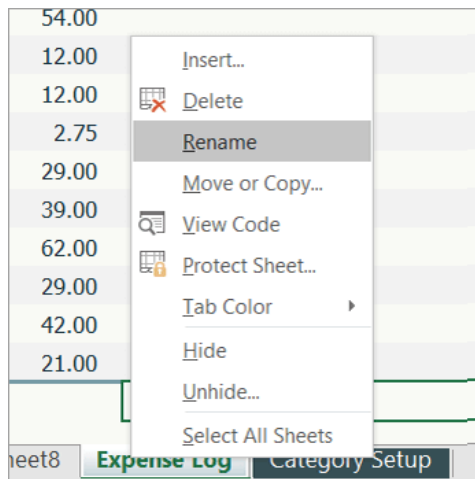 54.00
12.00
12.00
2.75
29.00
39.00
62.00
29.00
42.00
21.00
Insert...
Delete
Rename
Move or Copy...
View Code
Protect Sheet...
Tab Color
Hide
Unhide...
Select All Sheets
heet8 Expense Log Category Setup